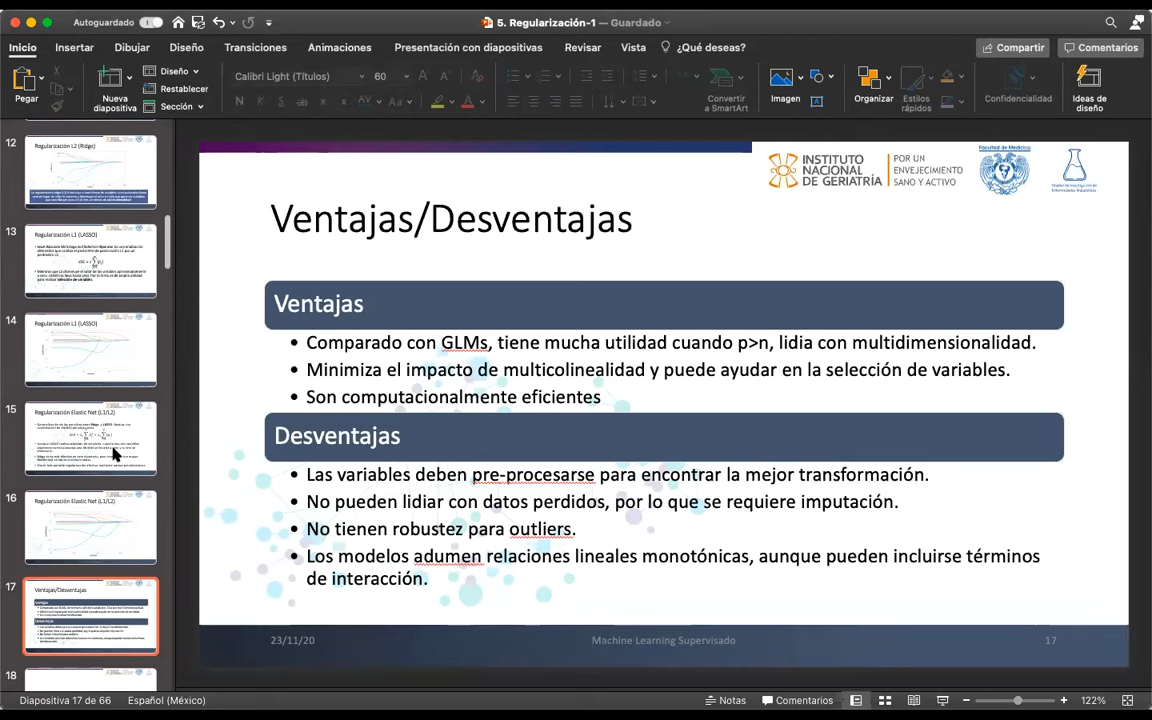 Autoguardado
5. Regularización-1 — Guardado
Inicio Insertar Dibujar Diseño Transiciones Animaciones Presentación con diapositivas Revisar Vista ¿Qué deseas? Compartir Comentarios
Pegar
Nueva diapositiva
Diseño
Restablecer
Sección
Calibri Light (Títulos) 60
Convertir a SmartArt
Imagen
Organizar
Estilos rápidos
Confidencialidad
Ideas de diseño
12
Regularización L2 (Ridge)
13
Regularización L1 (LASSO)
14
Regularización L1 (LASSO)
15
Regularización Elastic Net (L1/L2)
16
Regularización Elastic Net (L1/L2)
17
Ventajas/Desventajas
18
INSTITUTO
NACIONAL
DE GERIATRÍA
POR UN
ENVEJECIMIENTO
SANO Y ACTIVO
Facultad de Medicina
Ventajas/Desventajas
Ventajas
• Comparado con GLMs, tiene mucha utilidad cuando p>n, lidia con multidimensionalidad.
• Minimiza el impacto de multicolinealidad y puede ayudar en la selección de variables.
• Son computacionalmente eficientes
Desventajas
• Las variables deben pre-procesarse para encontrar la mejor transformación.
• No pueden lidiar con datos perdidos, por lo que se requiere imputación.
• No tienen robustez para outliers.
• Los modelos adumen relaciones lineales monotónicas, aunque pueden incluirse términos
de interacción.
23/11/20 Machine Learning Supervisado 17
Diapositiva 17 de 66 Español (México) Notas Comentarios 122%